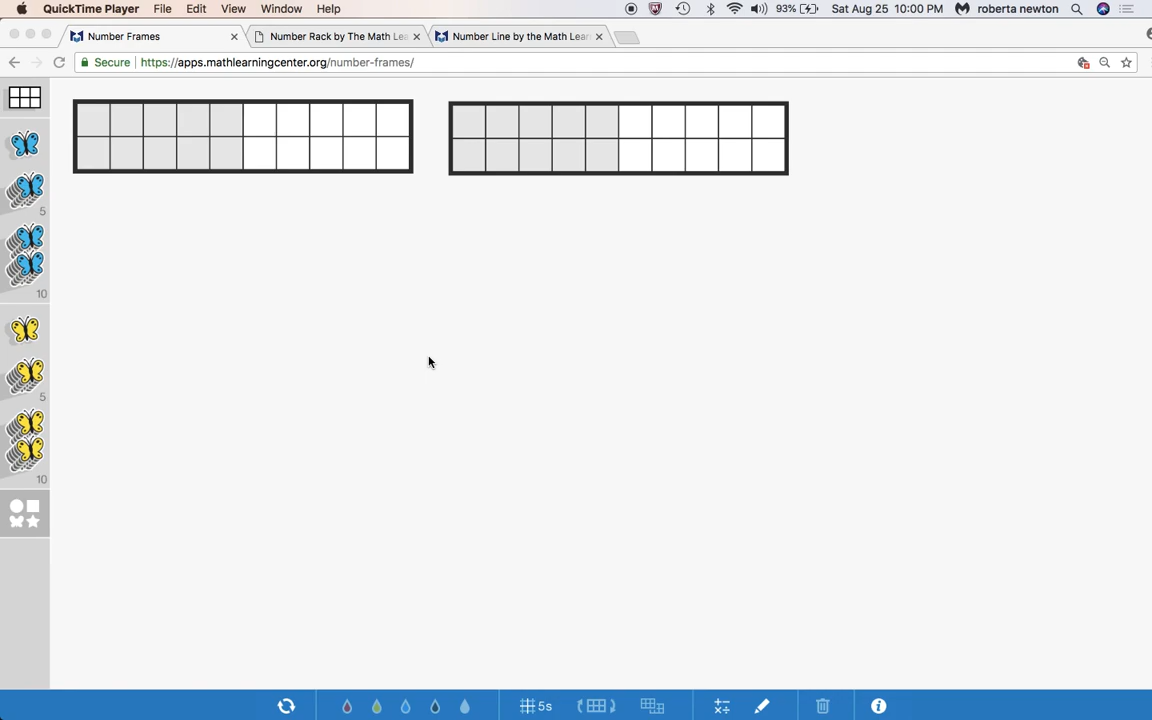 QuickTime Player File Edit View Window Help 93% Sat Aug 25 10:00 PM roberta newton
Number Frames Number Rack by The Math Lea Number Line by the Math Lear
Secure https://apps.mathlearningcenter.org/number-frames/
5
10
5
10
5s